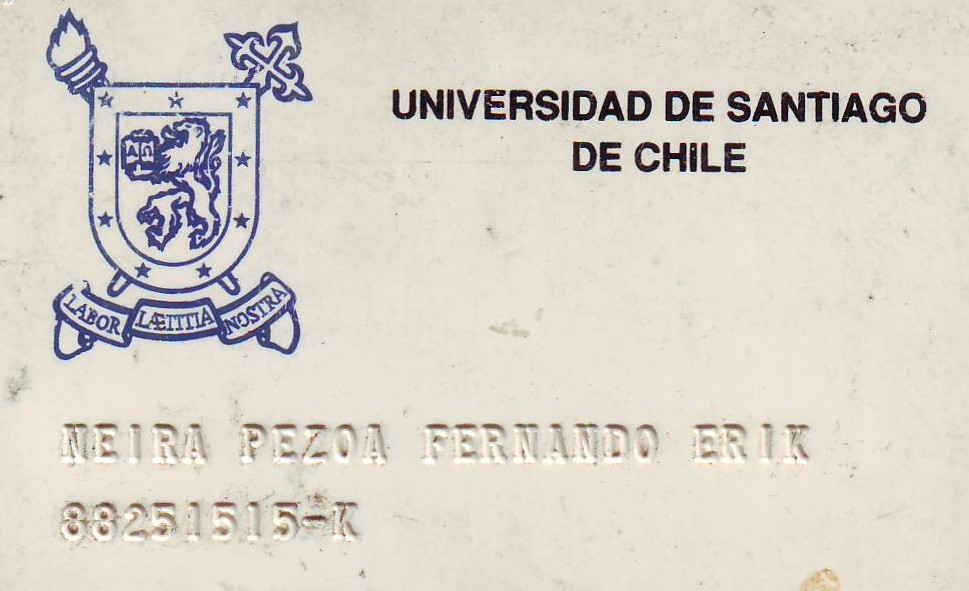 UNIVERSIDAD DE SANTIAGO
DE CHILE
LABOR LÆTITIA NOSTRA
NEIRA PEZOA FERNANDO ERIK
88251515-K